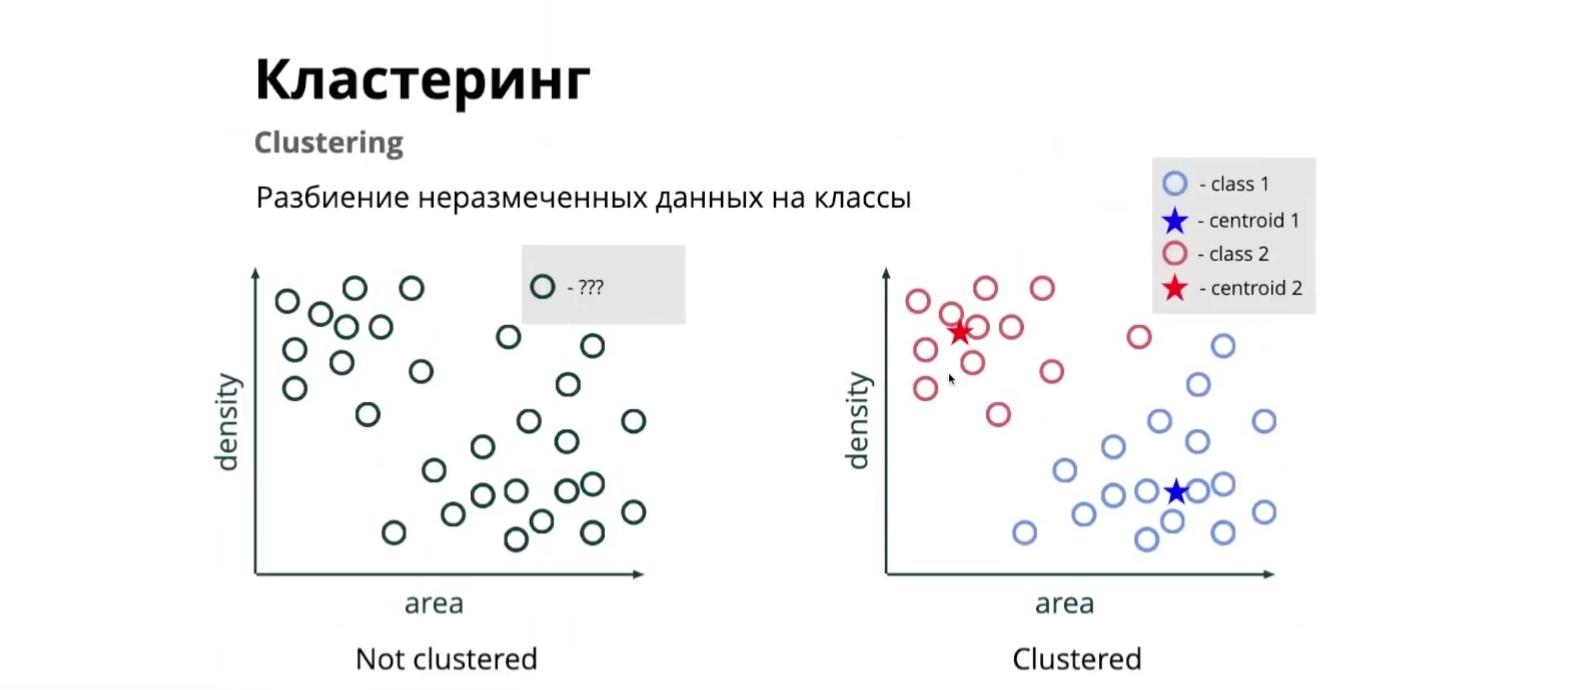 Кластеринг
Clustering
Разбиение неразмеченных данных на классы
- ???
density
area
Not clustered
- class 1
- centroid 1
- class 2
- centroid 2
density
area
Clustered